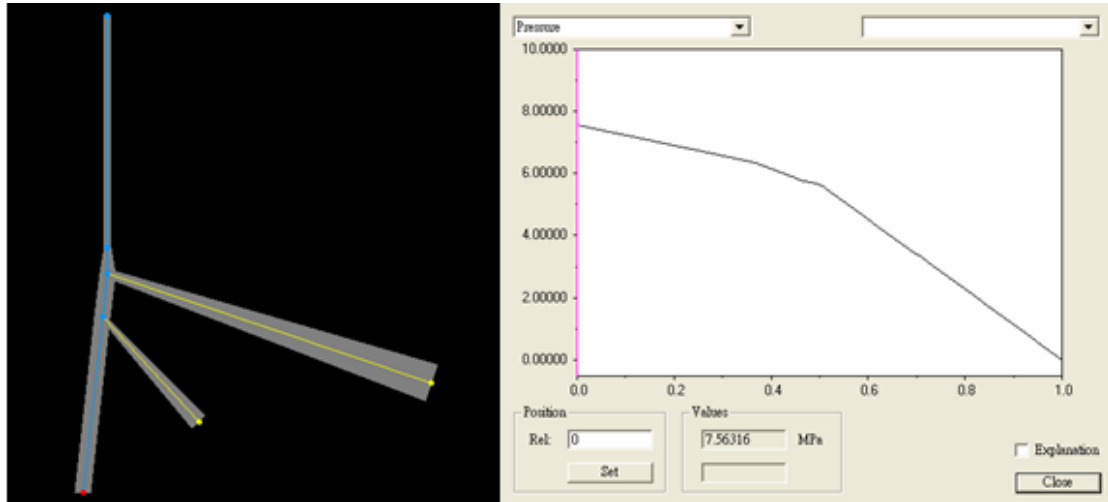 Pressure
10.0000
8.00000
6.00000
4.00000
2.00000
0.00000
0.0 0.2 0.4 0.6 0.8 1.0
Position
Rel: 0
Set
Values
7.56316 MPa
Explanation
Close